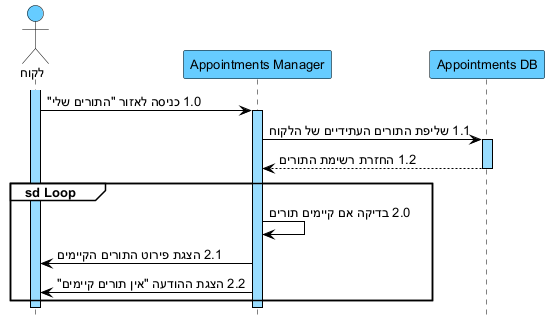 לקוח
Appointments Manager
Appointments DB
1.0 כניסה לאזור "התורים שלי"
1.1 שליפת התורים העתידיים של הלקוח
1.2 החזרת רשימת התורים
sd Loop
2.0 בדיקה אם קיימים תורים
2.1 הצגת פירוט התורים הקיימים
2.2 הצגת ההודעה "אין תורים קיימים"